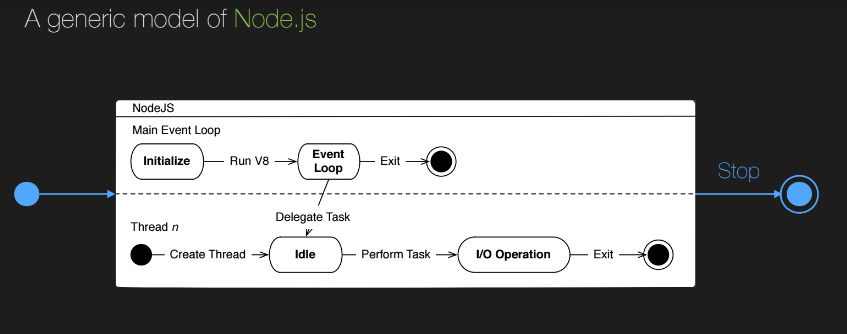 A generic model of Node.js
NodeJS
Main Event Loop
Initialize
Run V8
Event
Loop
Exit
Stop
Delegate Task
Thread n
Create Thread
Idle
Perform Task
I/O Operation
Exit